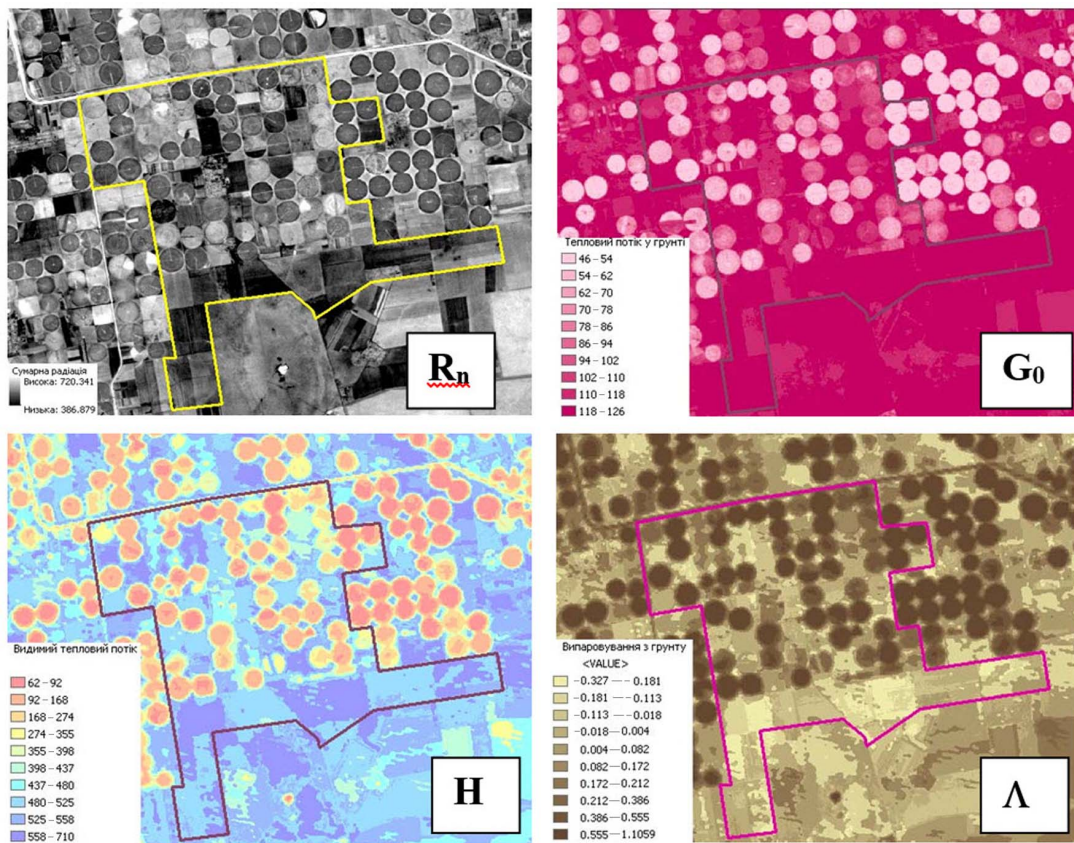 Сумарна радіація
Висока: 720.341
Низька: 386.879
Rn
Тепловий потік у ґрунті
46 – 54
54 – 62
62 – 70
70 – 78
78 – 86
86 – 94
94 – 102
102 – 110
110 – 118
118 – 126
G0
Видимий тепловий потік
62 – 92
92 – 168
168 – 274
274 – 355
355 – 398
398 – 437
437 – 480
480 – 525
525 – 558
558 – 710
H
Випаровування з ґрунту
<VALUE>
-0.327 – -0.181
-0.181 – -0.113
-0.113 – -0.018
-0.018 – 0.004
0.004 – 0.082
0.082 – 0.172
0.172 – 0.212
0.212 – 0.386
0.386 – 0.555
0.555 – 1.1059
Λ